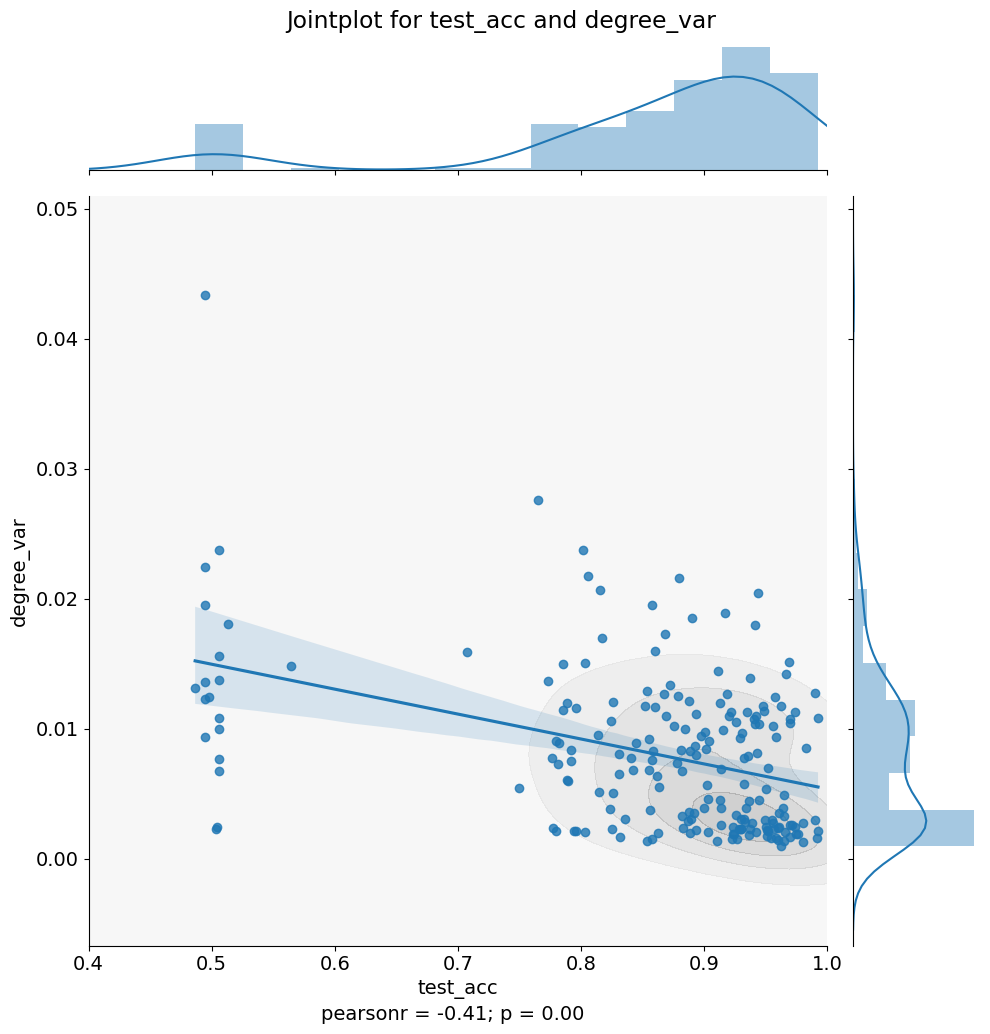 Jointplot for test_acc and degree_var
0.05
0.04
0.03
0.02
0.01
0.00
degree_var
0.4 0.5 0.6 0.7 0.8 0.9 1.0
test_acc
pearsonr = -0.41; p = 0.00